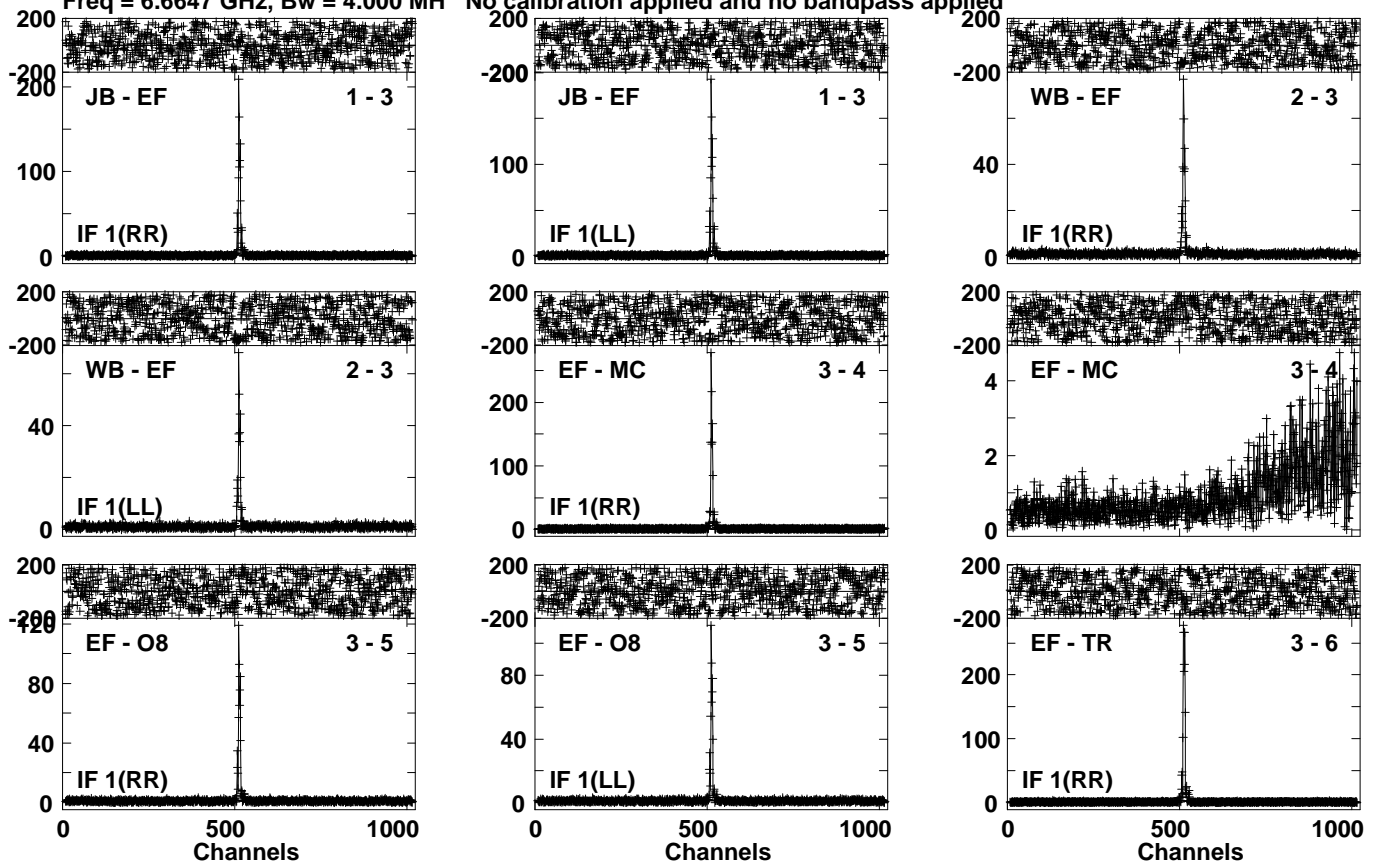 Freq = 6.6647 GHz, Bw = 4.000 MH No calibration applied and no bandpass applied
200
-200
200
JB - EF 1 - 3
100
IF 1(RR)
0
200
-200
200
JB - EF 1 - 3
100
IF 1(LL)
0
200
-200
WB - EF 2 - 3
40
IF 1(RR)
0
200
-200
WB - EF 2 - 3
40
IF 1(LL)
0
200
-200
EF - MC 3 - 4
200
100
IF 1(RR)
0
200
-200
EF - MC 3 - 4
4
2
0
200
-200
120
EF - O8 3 - 5
80
40
IF 1(RR)
0
0 500 1000
Channels
200
-200
EF - O8 3 - 5
80
40
IF 1(LL)
0
0 500 1000
200
-200
EF - TR 3 - 6
200
100
IF 1(RR)
0
0 500 1000
Channels